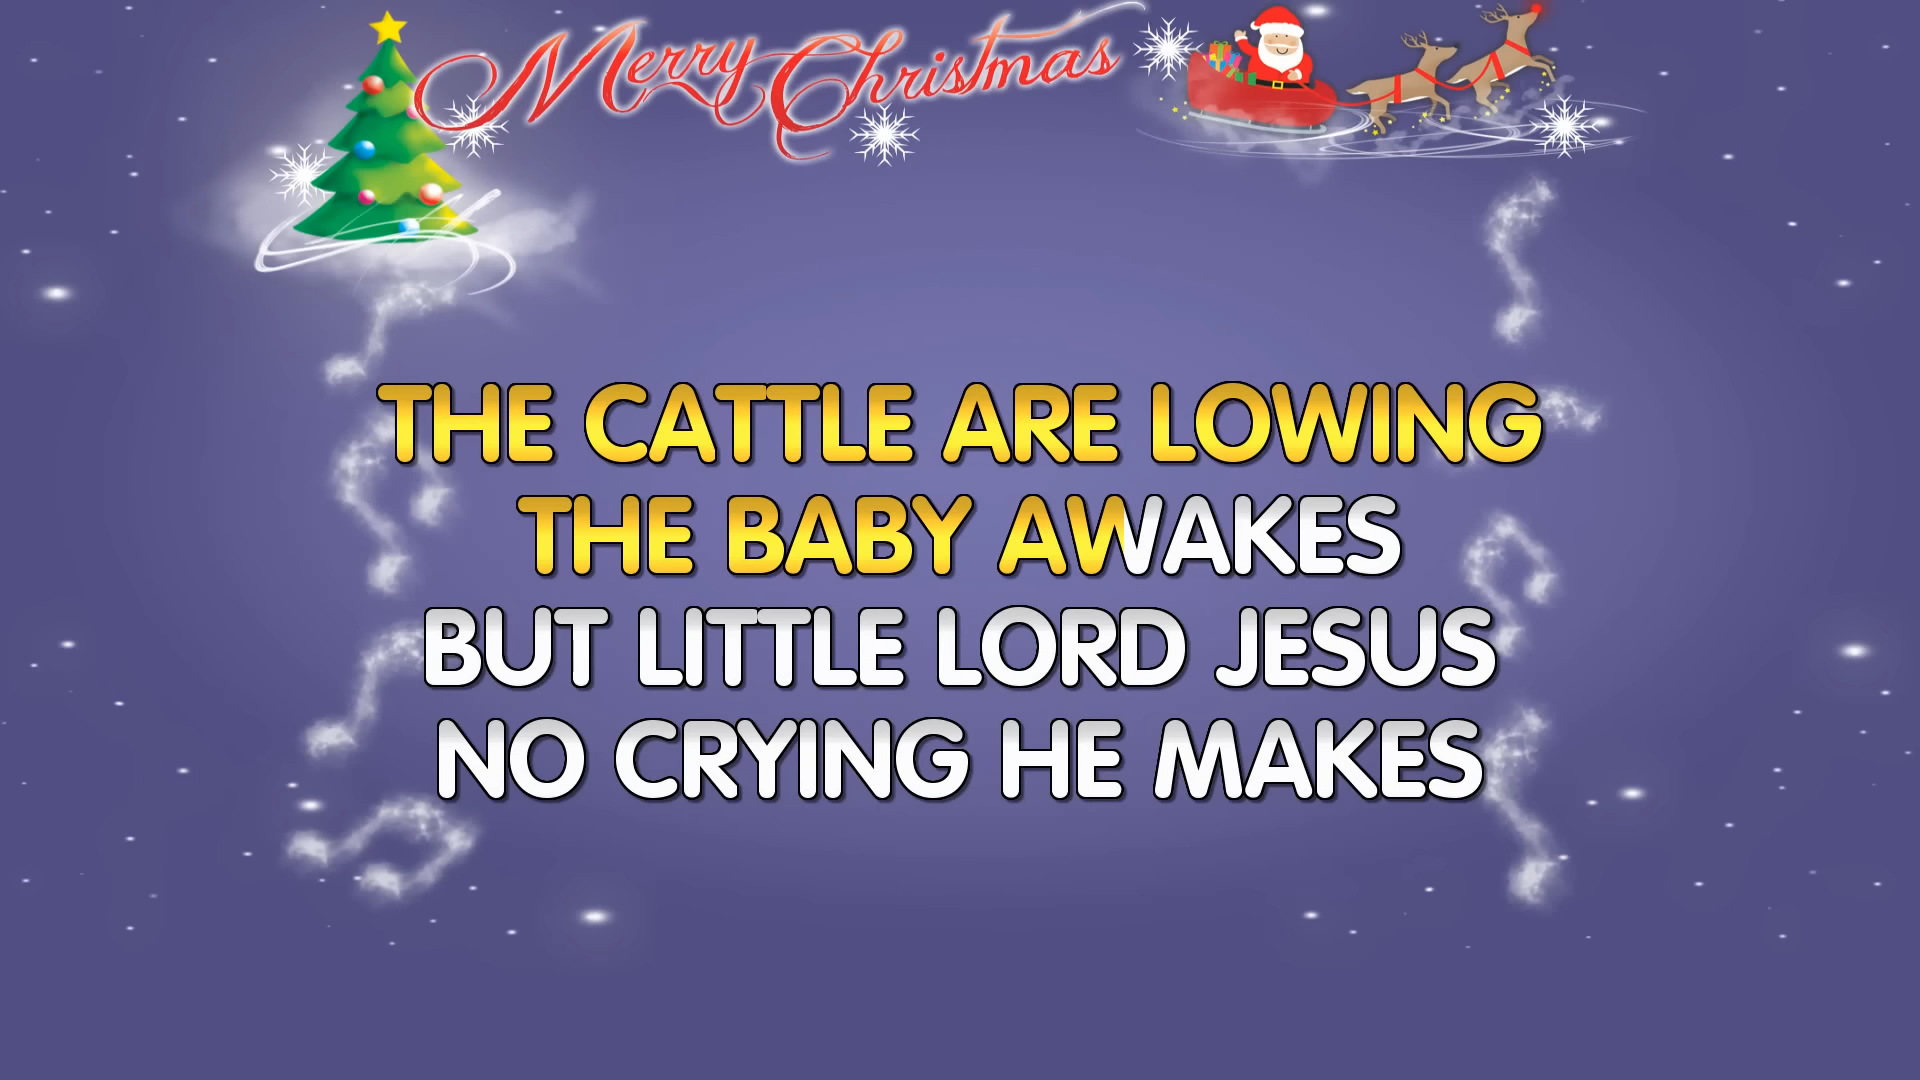 Merry Christmas
THE CATTLE ARE LOWING
THE BABY AWAKES
BUT LITTLE LORD JESUS
NO CRYING HE MAKES